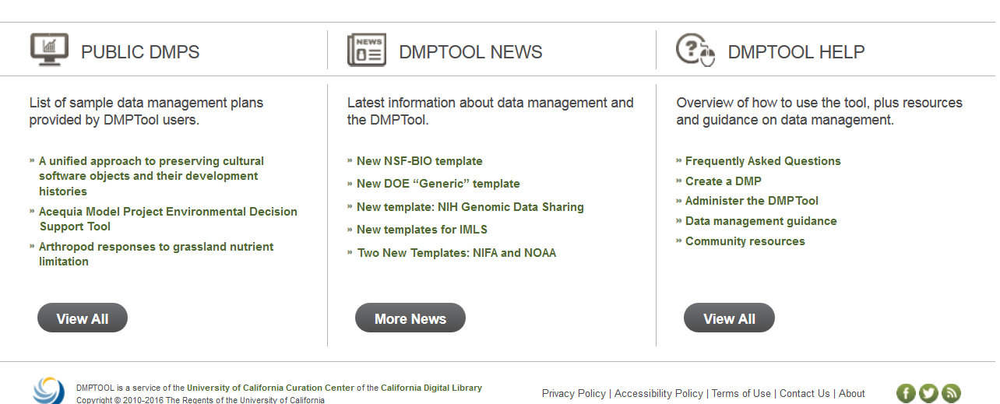 PUBLIC DMPS
List of sample data management plans
provided by DMPTool users.
» A unified approach to preserving cultural
software objects and their development
histories
» Acequia Model Project Environmental Decision
Support Tool
» Arthropod responses to grassland nutrient
limitation
View All
NEWS
DMPTOOL NEWS
Latest information about data management and
the DMPTool.
» New NSF-BIO template
» New DOE “Generic” template
» New template: NIH Genomic Data Sharing
» New templates for IMLS
» Two New Templates: NIFA and NOAA
More News
?
DMPTOOL HELP
Overview of how to use the tool, plus resources
and guidance on data management.
» Frequently Asked Questions
» Create a DMP
» Administer the DMPTool
» Data management guidance
» Community resources
View All
DMPTOOL is a service of the University of California Curation Center of the California Digital Library
Copyright © 2010-2016 The Regents of the University of California
Privacy Policy | Accessibility Policy | Terms of Use | Contact Us | About
f